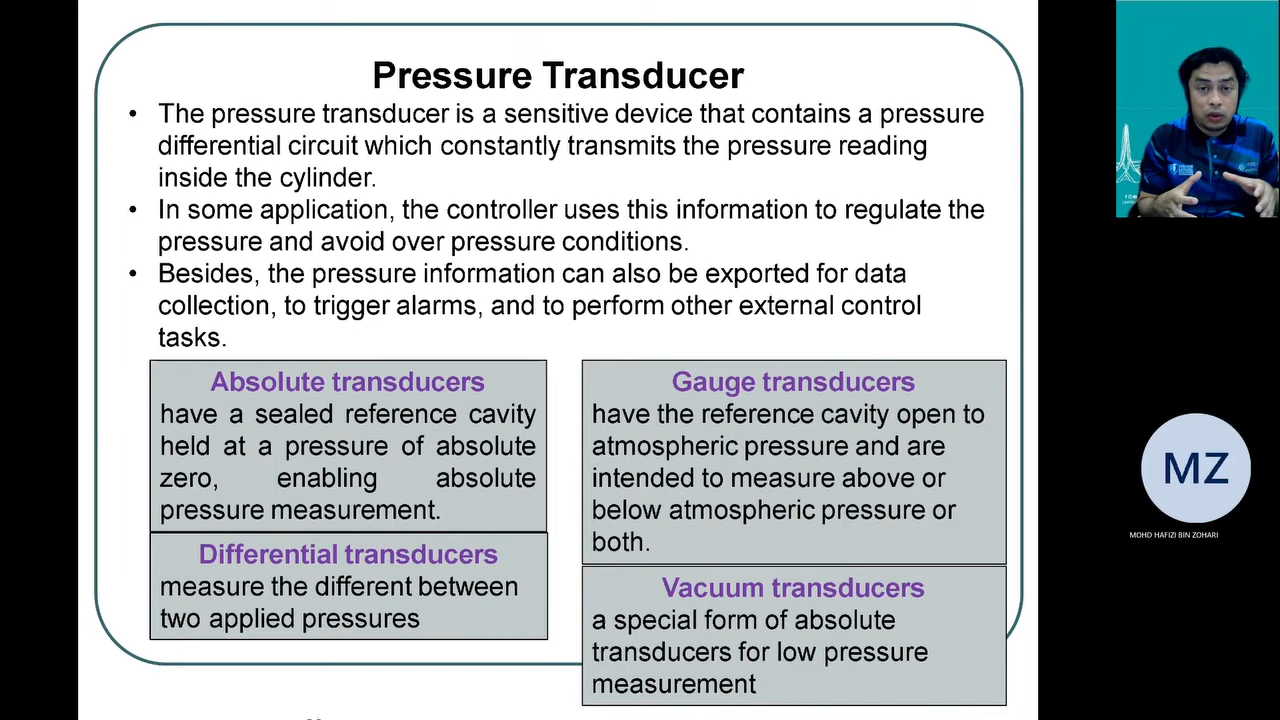 Pressure Transducer
• The pressure transducer is a sensitive device that contains a pressure
differential circuit which constantly transmits the pressure reading
inside the cylinder.
• In some application, the controller uses this information to regulate the
pressure and avoid over pressure conditions.
• Besides, the pressure information can also be exported for data
collection, to trigger alarms, and to perform other external control
tasks.
Absolute transducers
have a sealed reference cavity
held at a pressure of absolute
zero, enabling absolute
pressure measurement.
Differential transducers
measure the different between
two applied pressures
Gauge transducers
have the reference cavity open to
atmospheric pressure and are
intended to measure above or
below atmospheric pressure or
both.
Vacuum transducers
a special form of absolute
transducers for low pressure
measurement
MZ
MOHD HAFIZI BIN ZOHARI